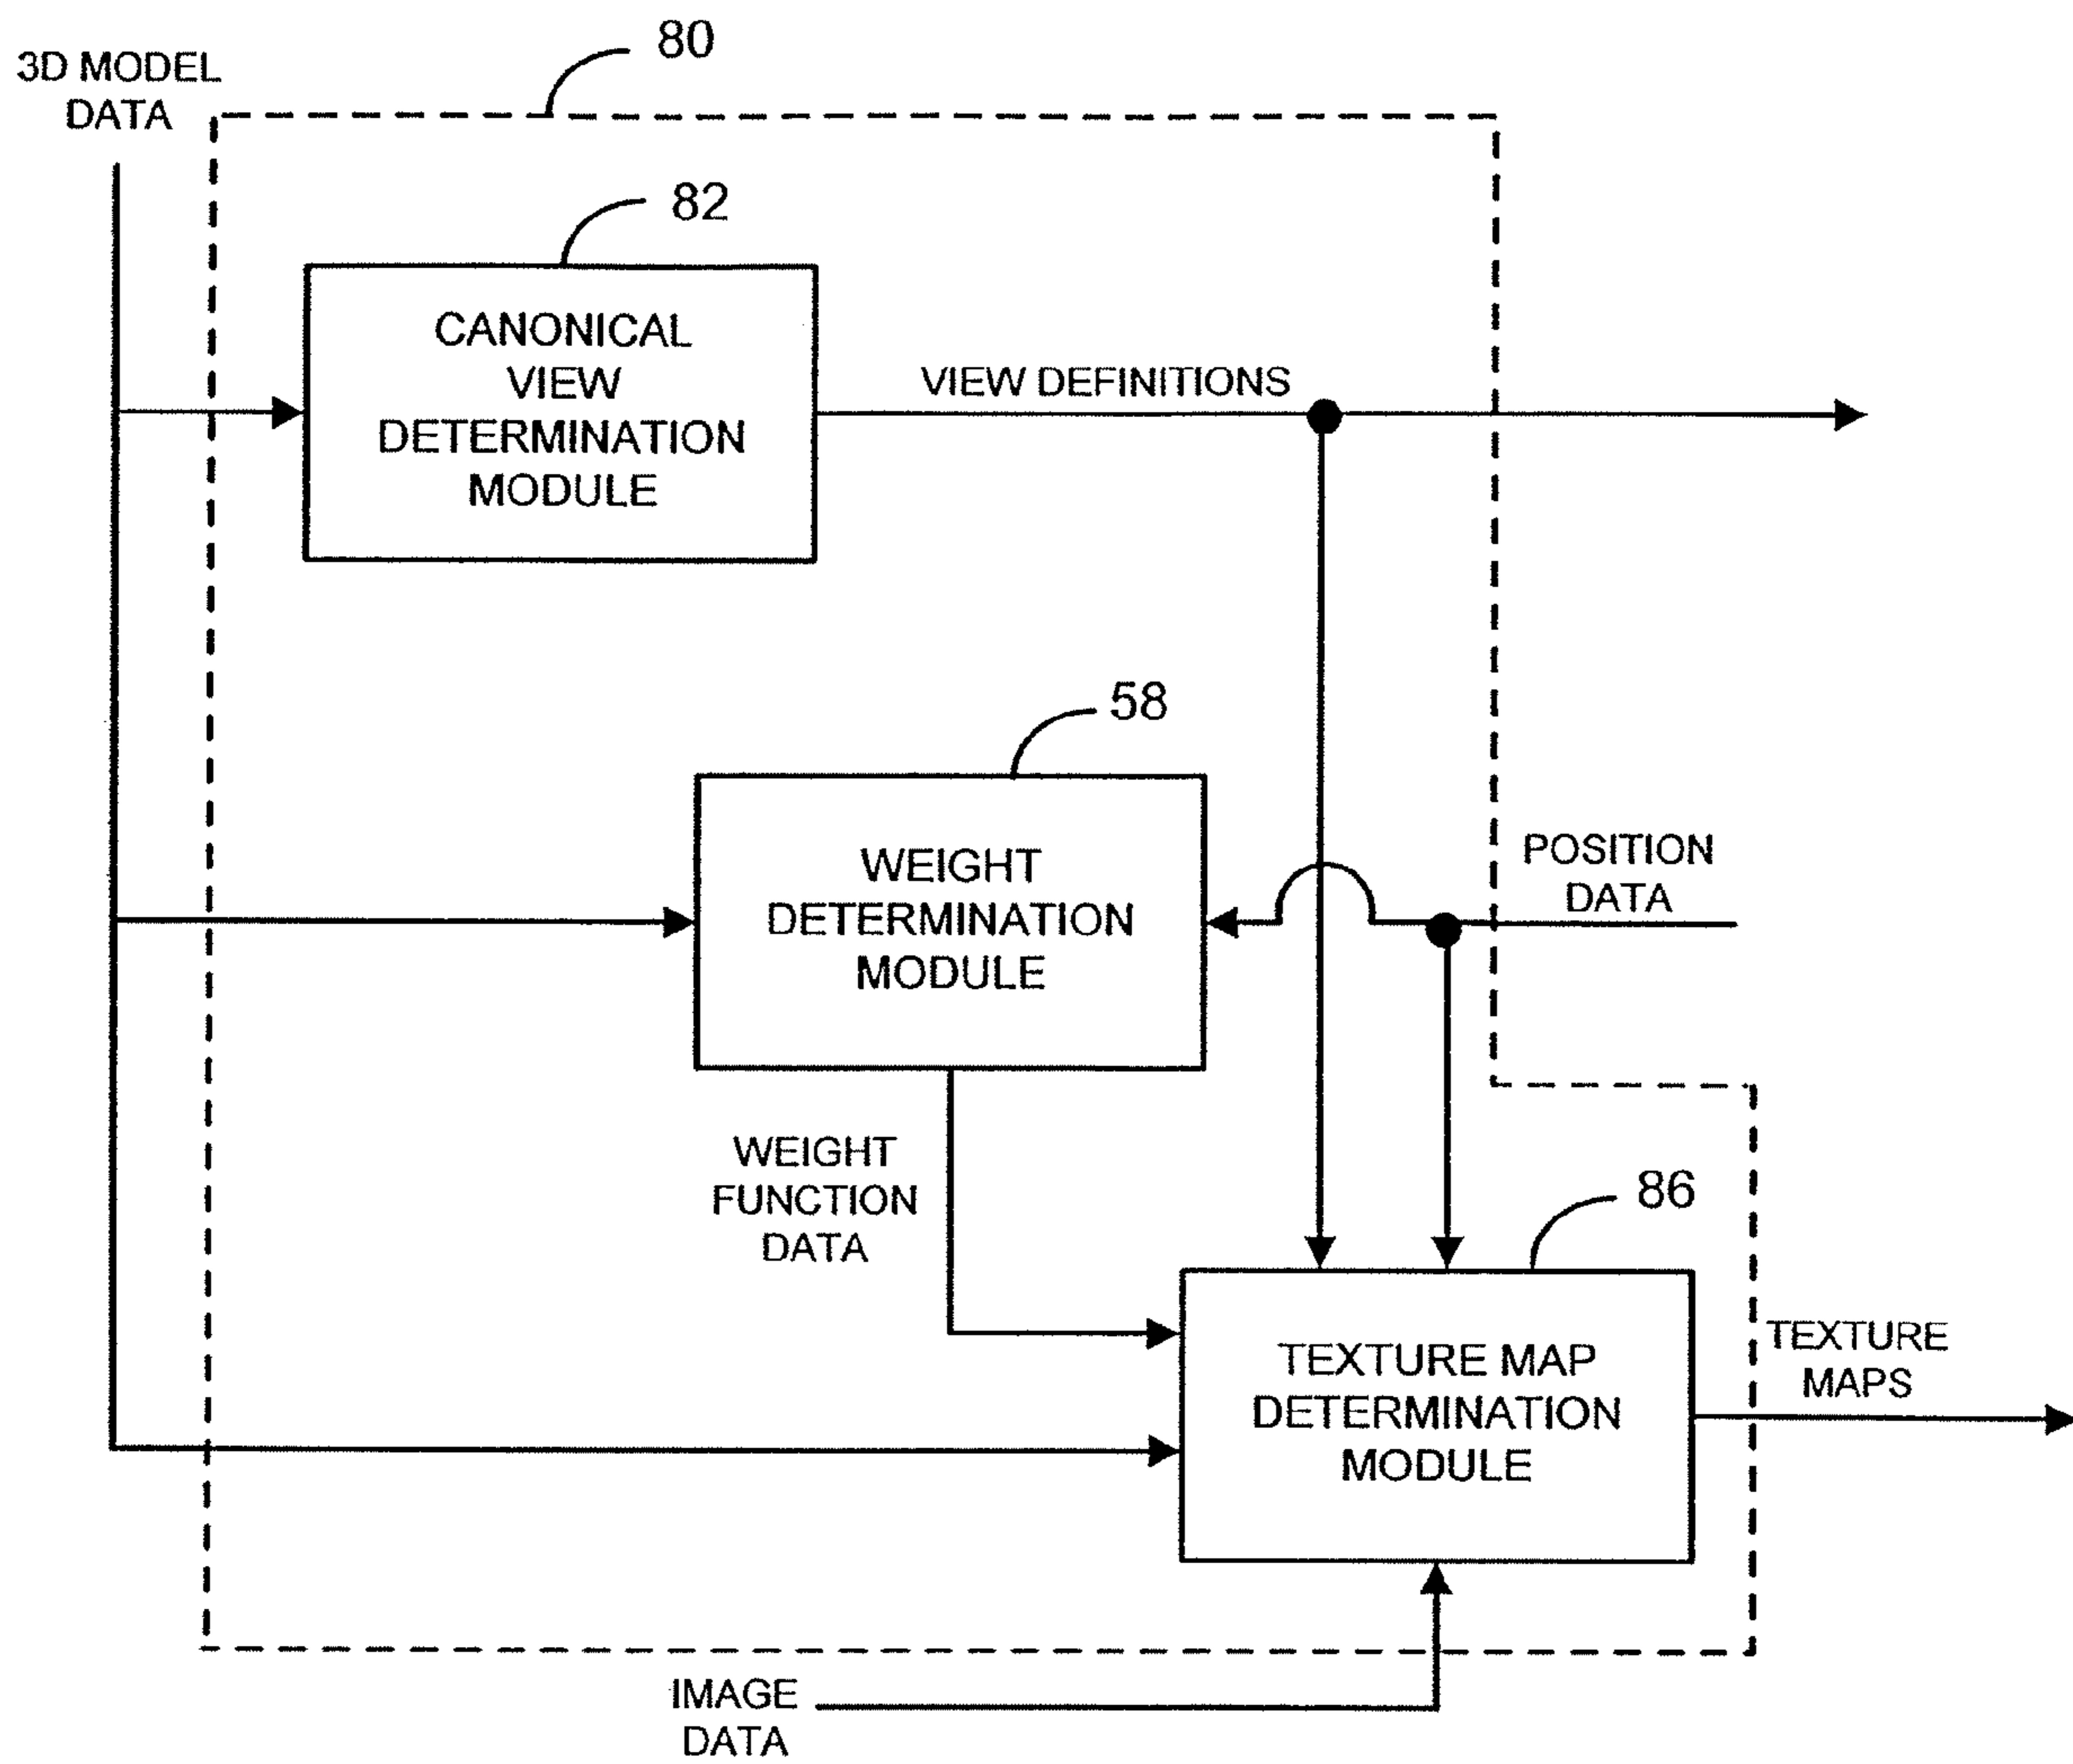 80
3D MODEL
DATA
82
CANONICAL
VIEW
DETERMINATION
MODULE
VIEW DEFINITIONS
58
WEIGHT
DETERMINATION
MODULE
POSITION
DATA
WEIGHT
FUNCTION
DATA
86
TEXTURE MAP
DETERMINATION
MODULE
TEXTURE
MAPS
IMAGE
DATA